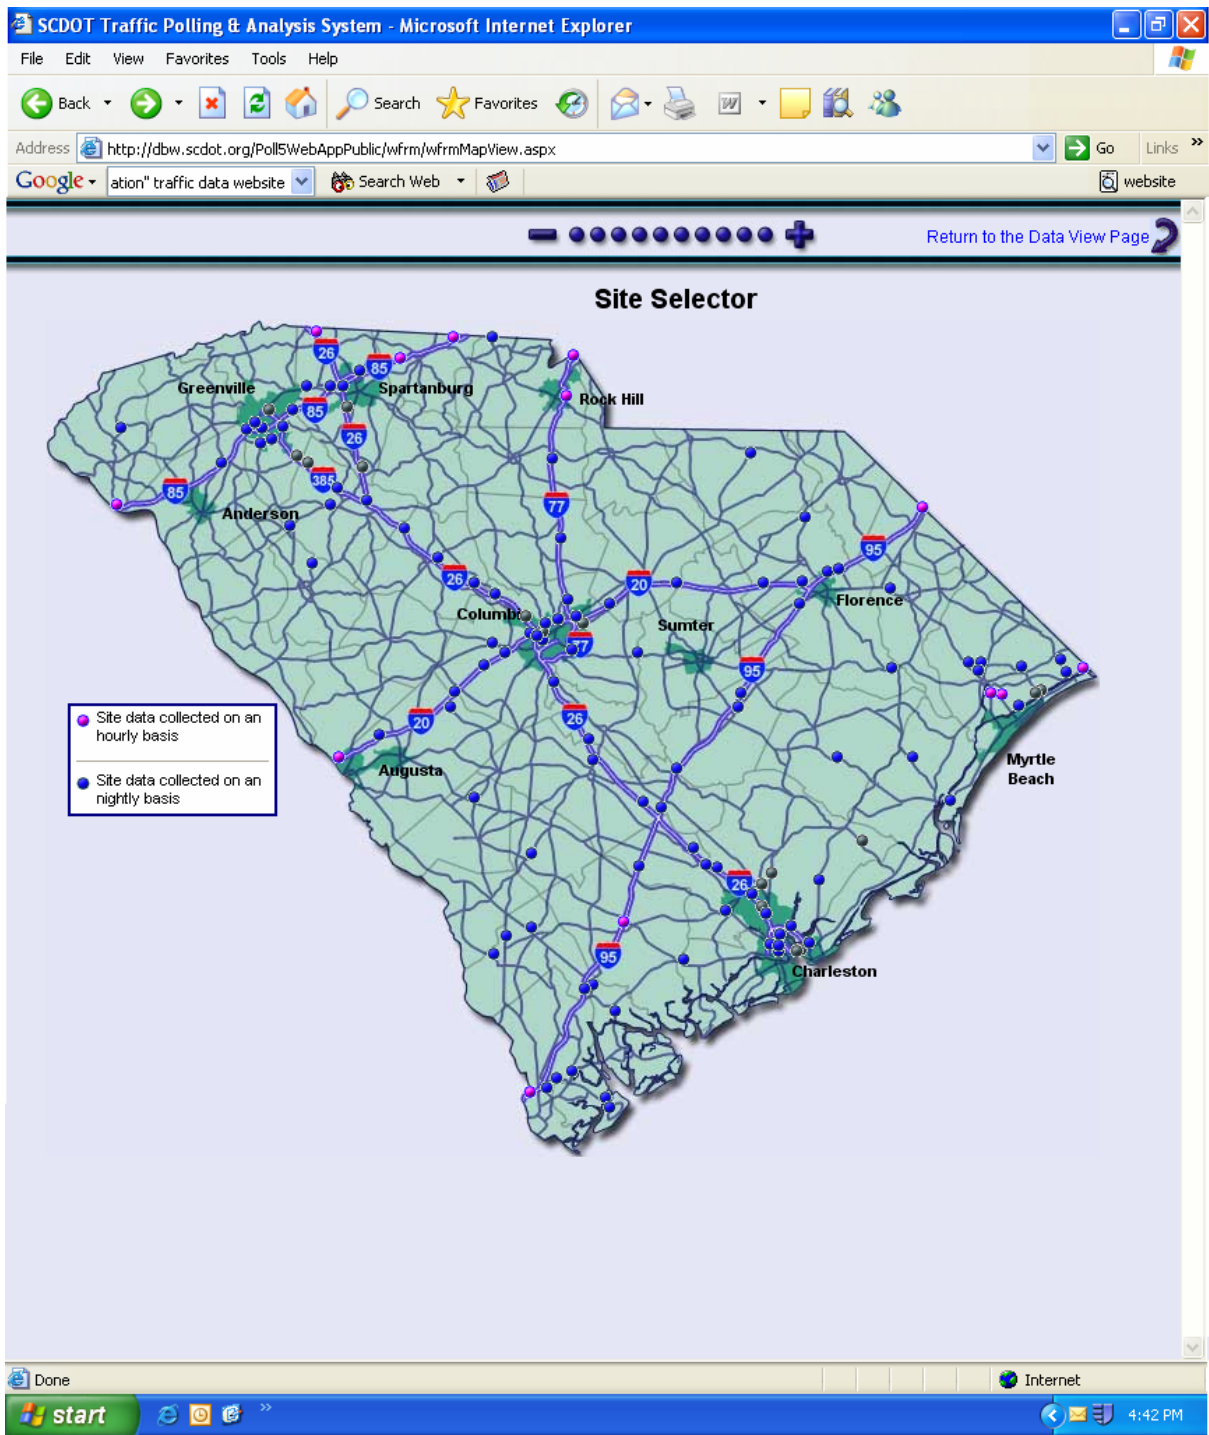 SCDOT Traffic Polling & Analysis System - Microsoft Internet Explorer
File Edit View Favorites Tools Help
Back Search Favorites
Address http://dbw.scdot.org/Poll5WebAppPublic/wfrm/wfrmMapView.aspx Go Links »
Google ation" traffic data website Search Web website
Return to the Data View Page
Site Selector
26
85
Greenville
Spartanburg
85
Rock Hill
26
385
85
77
Anderson
95
26
20
Columbi
Florence
Sumter
77
95
26
20
Site data collected on an
hourly basis
Site data collected on an
nightly basis
Augusta
Myrtle
Beach
26
95
Charleston
Done Internet
start » 4:42 PM